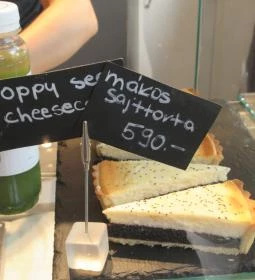 oppy se
cheesec
mákos
sajttorta
590.-